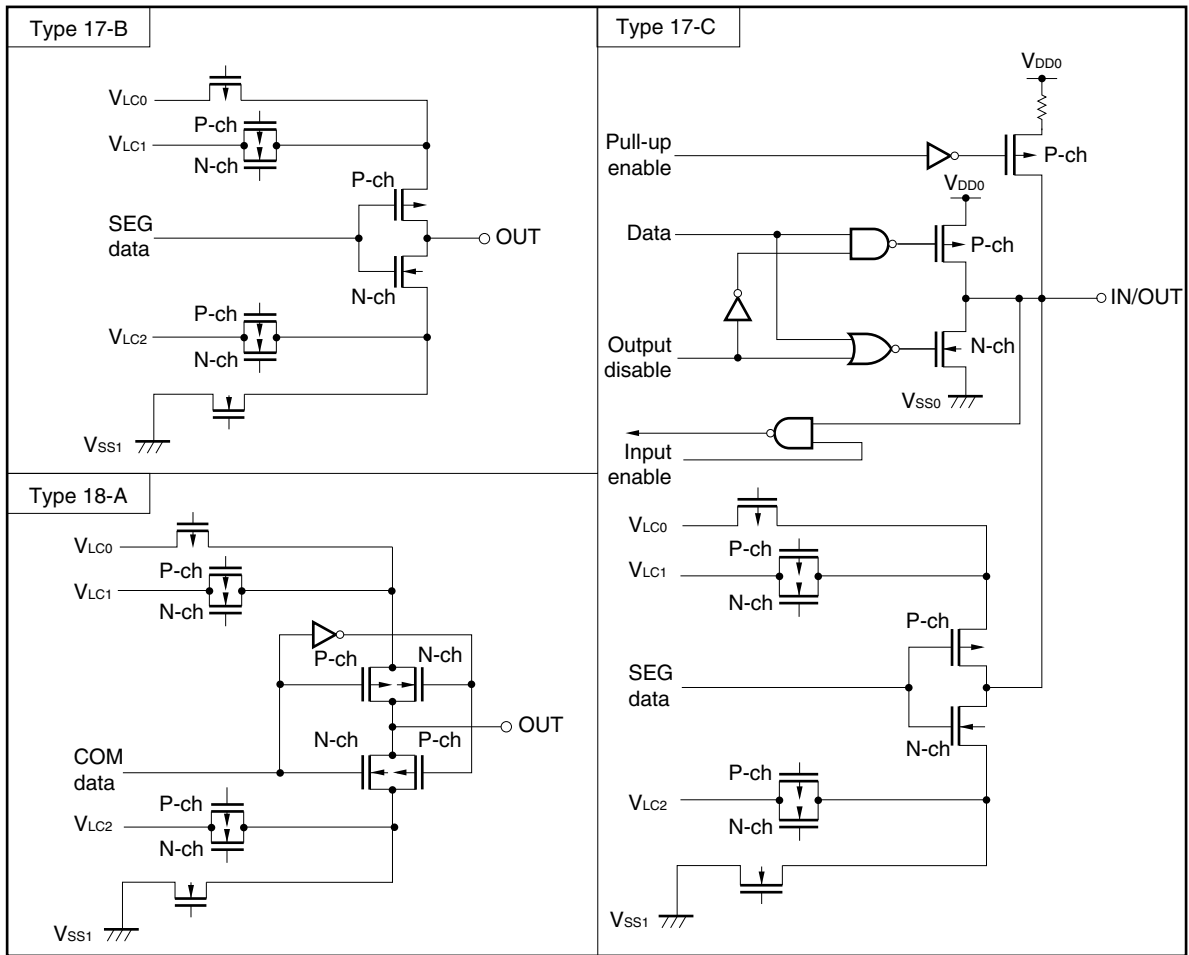 Type 17-B
VLC0
P-ch
VLC1
N-ch
P-ch
SEG
data
OUT
N-ch
P-ch
VLC2
N-ch
VSS1
Type 18-A
VLC0
P-ch
VLC1
N-ch
P-ch
N-ch
OUT
N-ch
P-ch
COM
data
P-ch
VLC2
N-ch
VSS1
Type 17-C
VDD0
Pull-up
enable
P-ch
VDD0
Data
P-ch
IN/OUT
Output
disable
N-ch
VSS0
Input
enable
VLC0
P-ch
VLC1
N-ch
P-ch
SEG
data
N-ch
P-ch
VLC2
N-ch
VSS1